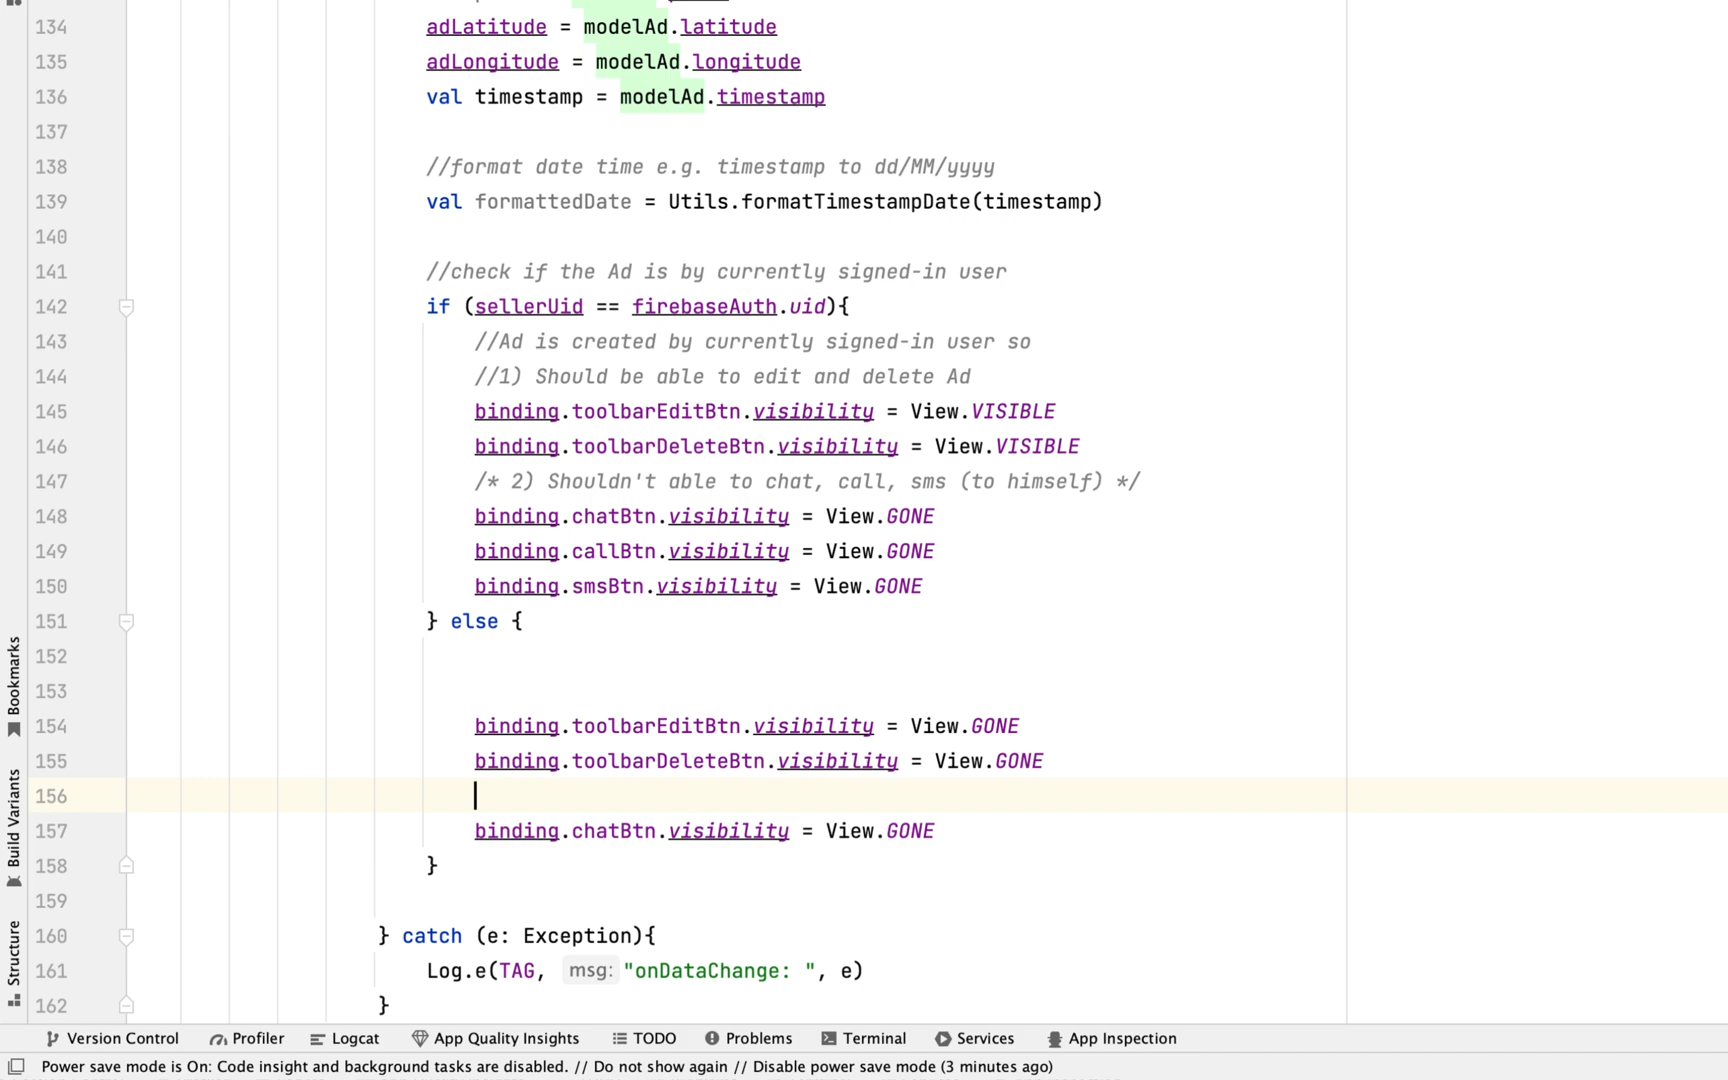 134 adLatitude = modelAd.latitude
135 adLongitude = modelAd.longitude
136 val timestamp = modelAd.timestamp
137
138 //format date time e.g. timestamp to dd/MM/yyyy
139 val formattedDate = Utils.formatTimestampDate(timestamp)
140
141 //check if the Ad is by currently signed-in user
142 if (sellerUid == firebaseAuth.uid){
143 //Ad is created by currently signed-in user so
144 //1) Should be able to edit and delete Ad
145 binding.toolbarEditBtn.visibility = View.VISIBLE
146 binding.toolbarDeleteBtn.visibility = View.VISIBLE
147 /* 2) Shouldn't able to chat, call, sms (to himself) */
148 binding.chatBtn.visibility = View.GONE
149 binding.callBtn.visibility = View.GONE
150 binding.smsBtn.visibility = View.GONE
151 } else {
152
153
154 binding.toolbarEditBtn.visibility = View.GONE
155 binding.toolbarDeleteBtn.visibility = View.GONE
156
157 binding.chatBtn.visibility = View.GONE
158 }
159
160 } catch (e: Exception){
161 Log.e(TAG, msg: "onDataChange: ", e)
162 }
Bookmarks
Build Variants
Structure
Version Control Profiler Logcat App Quality Insights TODO Problems Terminal Services App Inspection
Power save mode is On: Code insight and background tasks are disabled. // Do not show again // Disable power save mode (3 minutes ago)